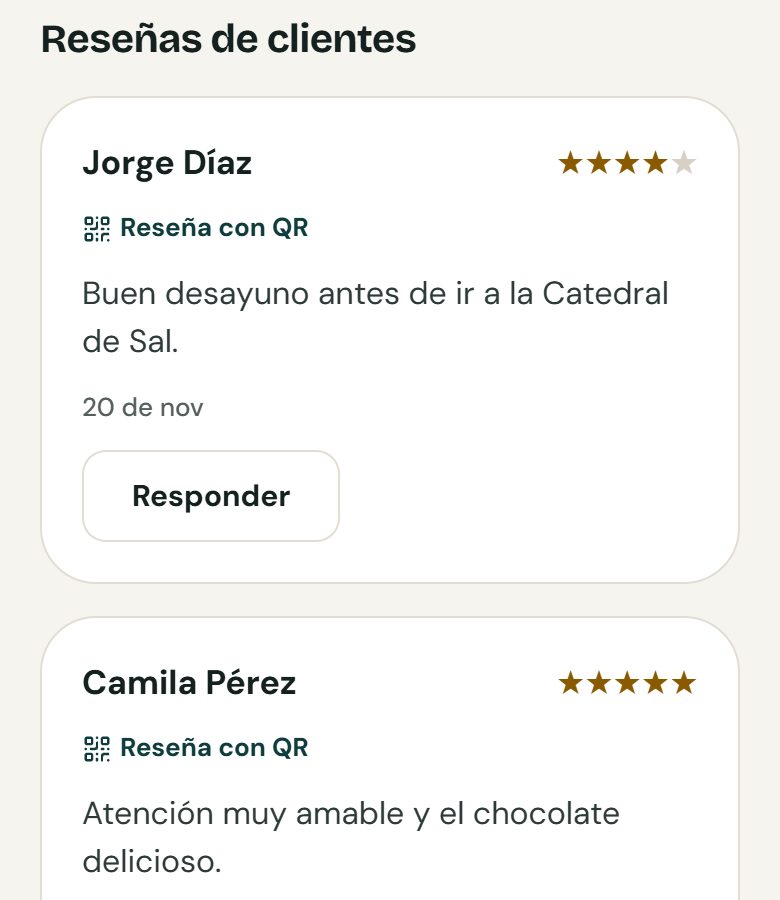 Reseñas de clientes
Jorge Díaz
Reseña con QR
Buen desayuno antes de ir a la Catedral
de Sal.
20 de nov
Responder
Camila Pérez
Reseña con QR
Atención muy amable y el chocolate
delicioso.